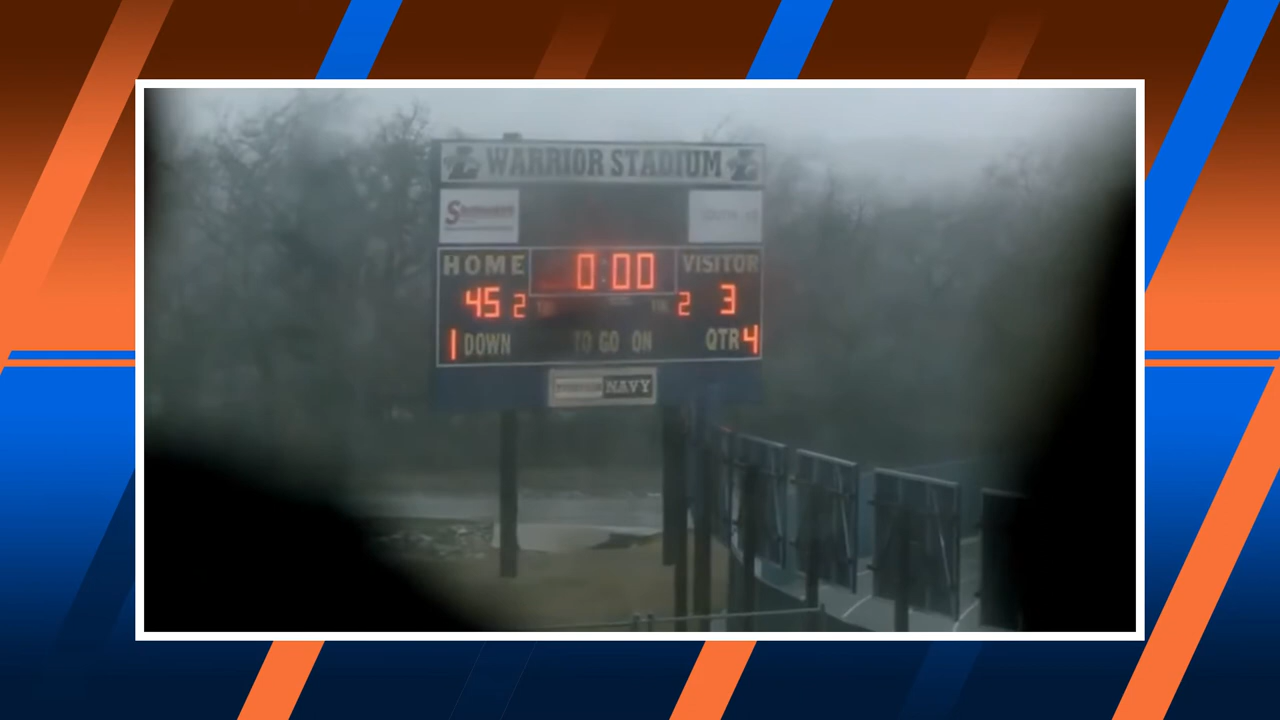 WARRIOR STADIUM
HOME 0:00 VISITOR
45 2 2 3
1 DOWN TO GO ON QTR 4
NAVY